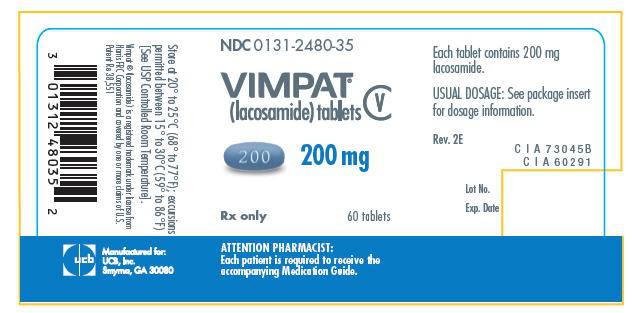 3 01312 48035 2
Vimpat® (lacosamide) is a registered trademark under license from
Harris FRC Corporation and covered by one or more claims of U.S.
Patent Re 38,551
Store at 20° to 25°C (68° to 77°F); excursions
permitted between 15° to 30°C (59° to 86°F)
[See USP Controlled Room Temperature].
NDC 0131-2480-35
VIMPAT®
(lacosamide) tablets CV
200
200 mg
Rx only 60 tablets
Each tablet contains 200 mg
lacosamide.
USUAL DOSAGE: See package insert
for dosage information.
Rev. 2E
CIA73045B
CIA60291
Lot No.
Exp. Date
ucb
Manufactured for:
UCB, Inc.
Smyrna, GA 30080
ATTENTION PHARMACIST:
Each patient is required to receive the
accompanying Medication Guide.